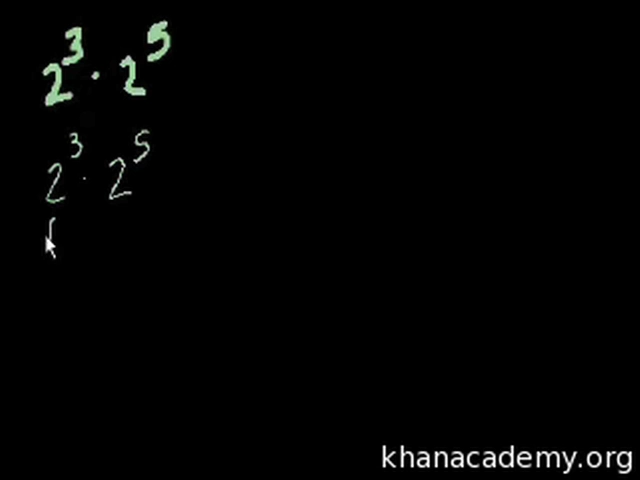 2³ · 2⁵
2³ · 2⁵
(
khanacademy.org